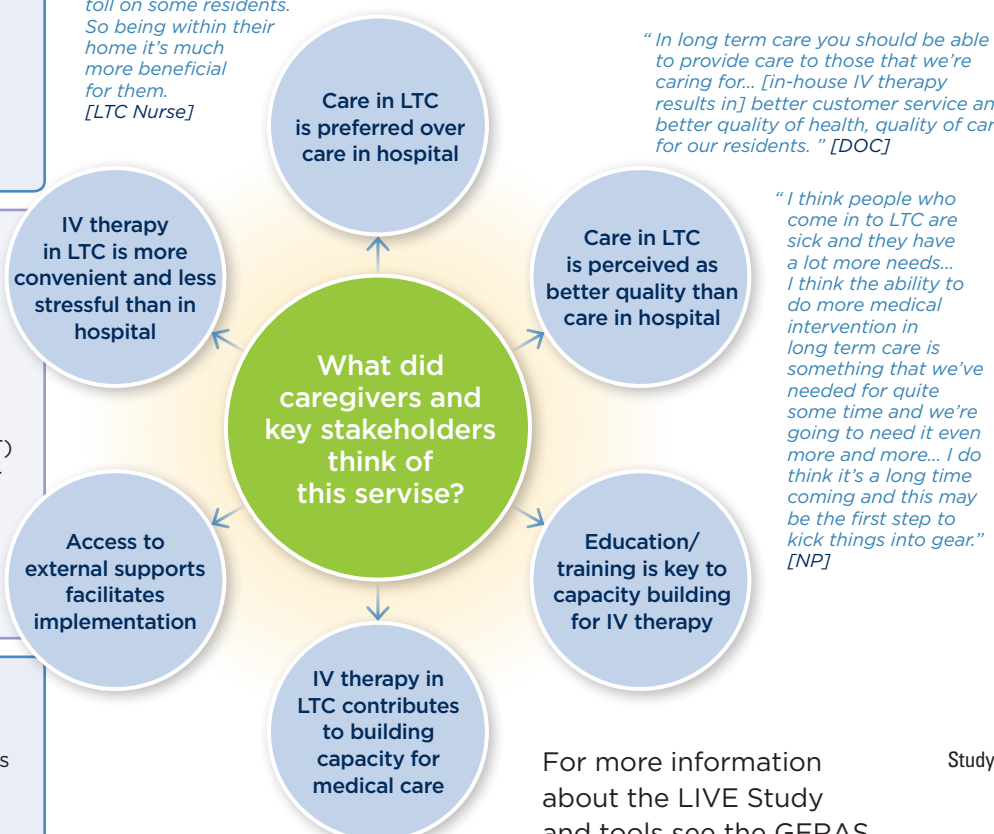 toll on some residents.
So being within their
home it's much
more beneficial
for them.
[LTC Nurse]
Care in LTC
is preferred over
care in hospital
" In long term care you should be able
to provide care to those that we're
caring for... [in-house IV therapy
results in] better customer service an
better quality of health, quality of car
for our residents. " [DOC]
IV therapy
in LTC is more
convenient and less
stressful than in
hospital
Care in LTC
is perceived as
better quality than
care in hospital
" I think people who
come in to LTC are
sick and they have
a lot more needs...
I think the ability to
do more medical
intervention in
long term care is
something that we've
needed for quite
some time and we're
going to need it even
more and more... I do
think it's a long time
coming and this may
be the first step to
kick things into gear."
[NP]
What did
caregivers and
key stakeholders
think of
this servise?
Access to
external supports
facilitates
implementation
Education/
training is key to
capacity building
for IV therapy
IV therapy in
LTC contributes
to building
capacity for
medical care
For more information
about the LIVE Study
and tools see the GERAS
Study